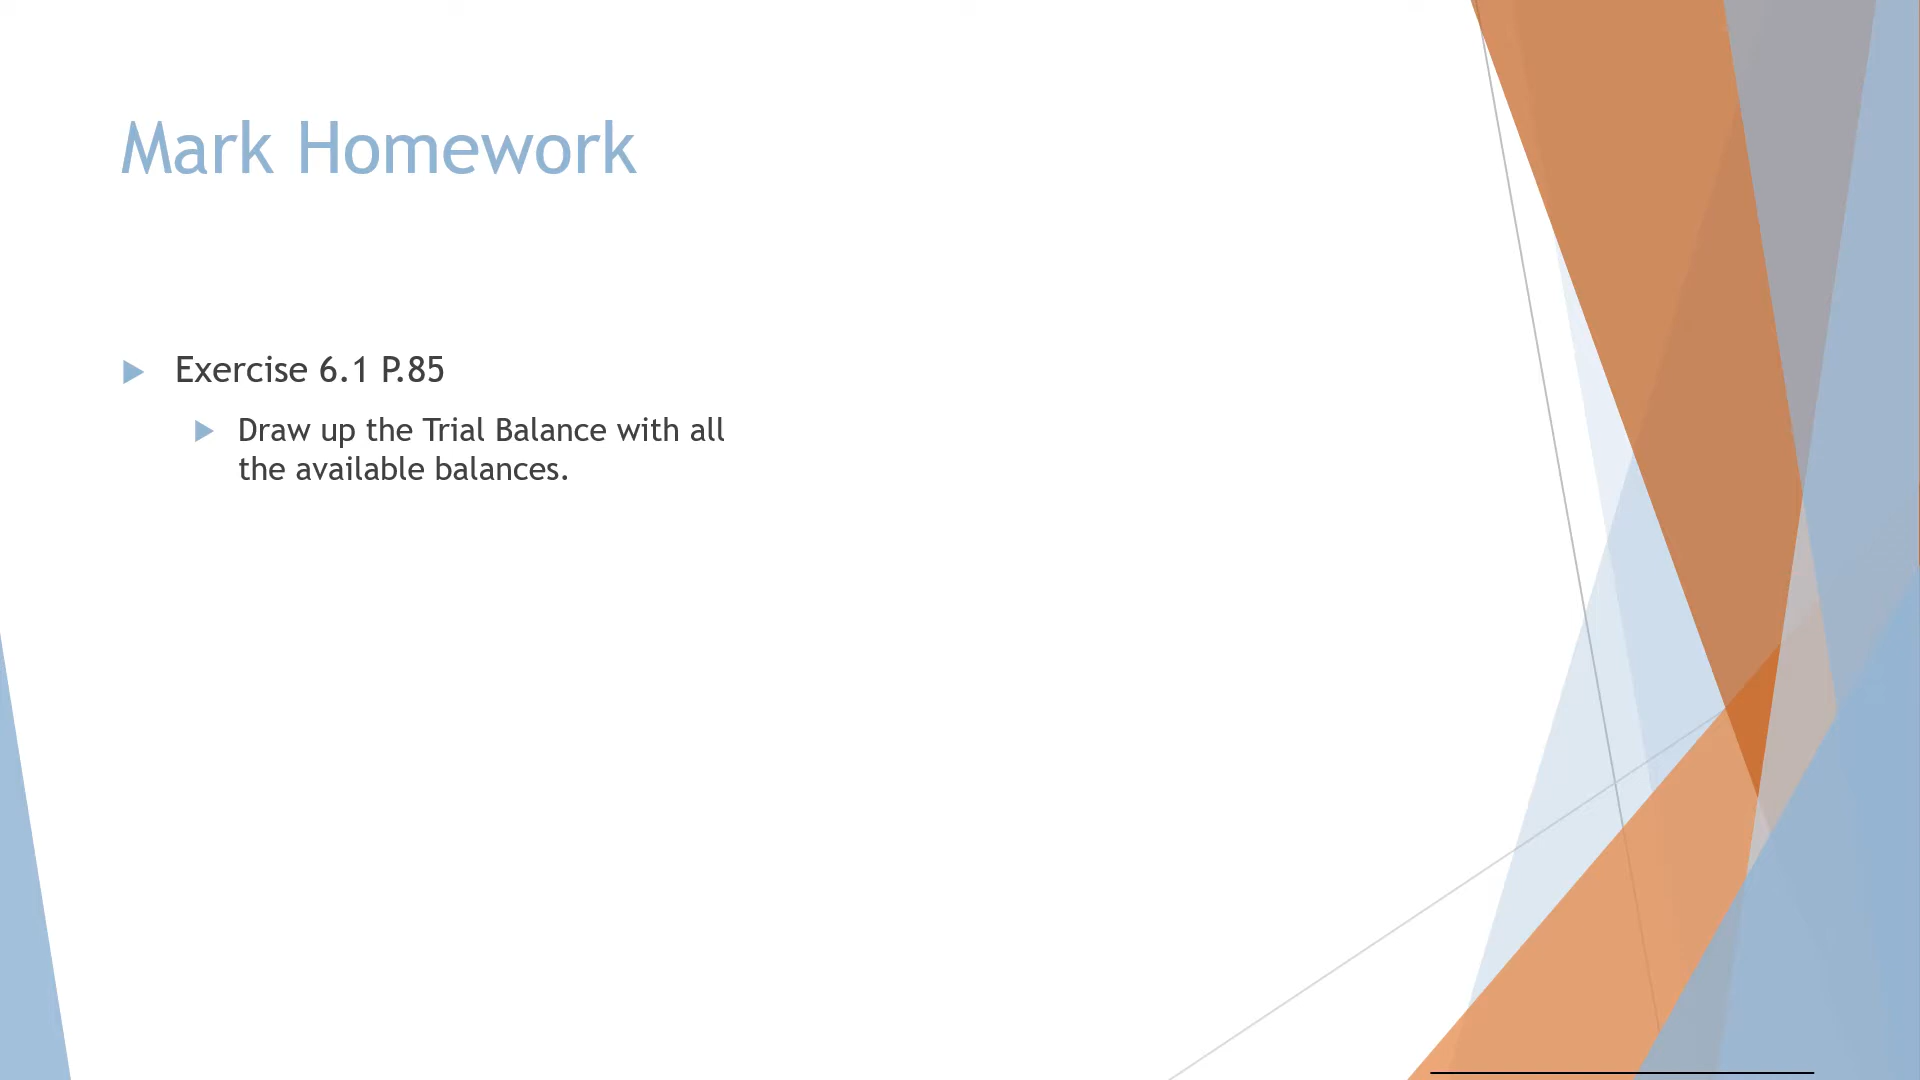 Mark Homework
Exercise 6.1 P.85
Draw up the Trial Balance with all
the available balances.